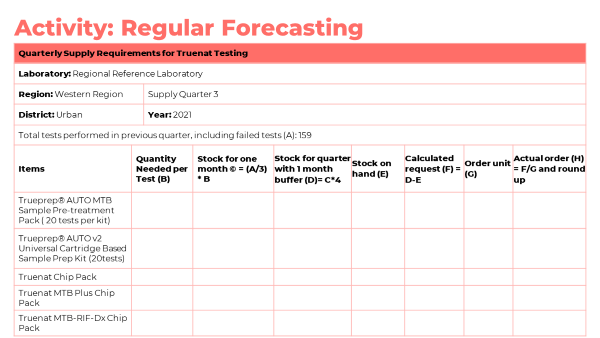 Activity: Regular Forecasting
Quarterly Supply Requirements for Truenat Testing
Laboratory: Regional Reference Laboratory
Region: Western Region
Supply Quarter 3
District: Urban
Year: 2021
Total tests performed in previous quarter, including failed tests (A): 159
Items
Quantity
Needed per
Test (B)
Stock for one
month © = (A/3)
* B
Stock for quarter
with 1 month
buffer (D)= C*4
Stock on
hand (E)
Calculated
request (F) =
D-E
Order unit
(G)
Actual order (H)
= F/G and round
up
Trueprep® AUTO MTB
Sample Pre-treatment
Pack ( 20 tests per kit)
Trueprep® AUTO v2
Universal Cartridge Based
Sample Prep Kit (20tests)
Truenat Chip Pack
Truenat MTB Plus Chip
Pack
Truenat MTB-RIF-Dx Chip
Pack